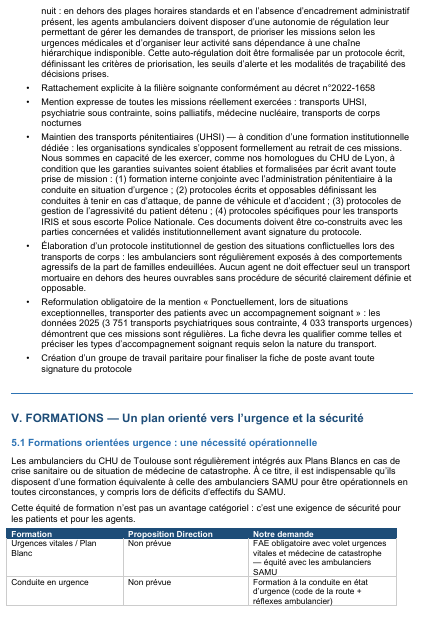 nuit : en dehors des plages horaires standards et en l'absence d'encadrement administratif
présent, les agents ambulanciers doivent disposer d'une autonomie de régulation leur
permettant de gérer les demandes de transport, de prioriser les missions selon les
urgences médicales et d'organiser leur activité sans dépendance à une chaîne
hiérarchique indisponible. Cette auto-régulation doit être formalisée par un protocole écrit,
définissant les critères de priorisation, les seuils d'alerte et les modalités de traçabilité des
décisions prises.
• Rattachement explicite à la filière soignante conformément au décret n°2022-1658
• Mention expresse de toutes les missions réellement exercées : transports UHSI,
psychiatrie sous contrainte, soins palliatifs, médecine nucléaire, transports de corps
nocturnes
• Maintien des transports pénitentiaires (UHSI) — à condition d'une formation institutionnelle
dédiée : les organisations syndicales s'opposent formellement au retrait de ces missions.
Nous sommes en capacité de les exercer, comme nos homologues du CHU de Lyon, à
condition que les garanties suivantes soient établies et formalisées par écrit avant toute
prise de mission : (1) formation interne conjointe avec l'administration pénitentiaire à la
conduite en situation d'urgence ; (2) protocoles écrits et opposables définissant les
conduites à tenir en cas d'attaque, de panne de véhicule et d'accident ; (3) protocoles de
gestion de l'agressivité du patient détenu ; (4) protocoles spécifiques pour les transports
IRIS et sous escorte Police Nationale. Ces documents doivent être co-construits avec les
parties concernées et validés institutionnellement avant signature du protocole.
• Élaboration d'un protocole institutionnel de gestion des situations conflictuelles lors des
transports de corps : les ambulanciers sont régulièrement exposés à des comportements
agressifs de la part de familles endeuillées. Aucun agent ne doit effectuer seul un transport
mortuaire en dehors des heures ouvrables sans procédure de sécurité clairement définie et
opposable.
• Reformulation obligatoire de la mention « Ponctuellement, lors de situations
exceptionnelles, transporter des patients avec un accompagnement soignant » : les
données 2025 (3 751 transports psychiatriques sous contrainte, 4 033 transports urgences)
démontrent que ces missions sont régulières. La fiche devra les qualifier comme telles et
préciser les types d'accompagnement soignant requis selon la nature du transport.
• Création d'un groupe de travail paritaire pour finaliser la fiche de poste avant toute
signature du protocole
V. FORMATIONS — Un plan orienté vers l'urgence et la sécurité
5.1 Formations orientées urgence : une nécessité opérationnelle
Les ambulanciers du CHU de Toulouse sont régulièrement intégrés aux Plans Blancs en cas de
crise sanitaire ou de situation de médecine de catastrophe. À ce titre, il est indispensable qu'ils
disposent d'une formation équivalente à celle des ambulanciers SAMU pour être opérationnels en
toutes circonstances, y compris lors de déficits d'effectifs du SAMU.
Cette équité de formation n'est pas un avantage catégoriel : c'est une exigence de sécurité pour
les patients et pour les agents.
Formation Proposition Direction Notre demande
Urgences vitales / Plan Non prévue FAE obligatoire avec volet urgences
Blanc vitales et médecine de catastrophe
— équité avec les ambulanciers
SAMU
Conduite en urgence Non prévue Formation à la conduite en état
d'urgence (code de la route +
réflexes ambulancier)